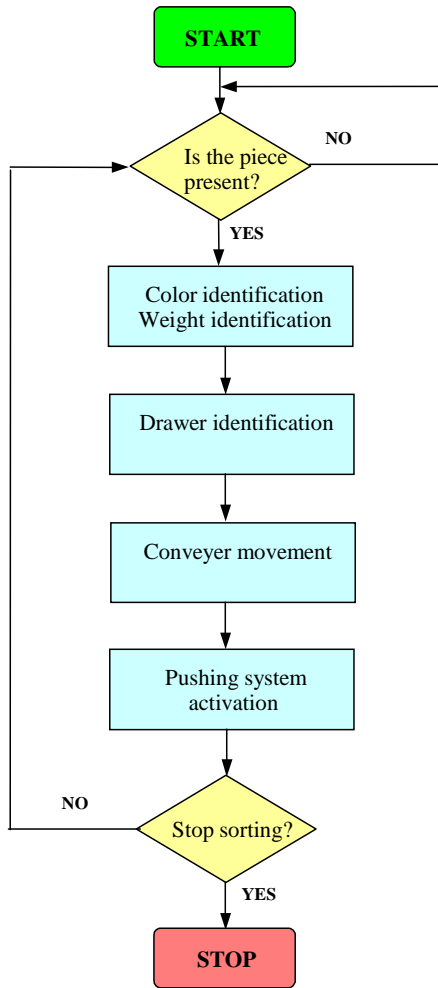 START
Is the piece
present?
NO
YES
Color identification
Weight identification
Drawer identification
Conveyer movement
Pushing system
activation
NO
Stop sorting?
YES
STOP